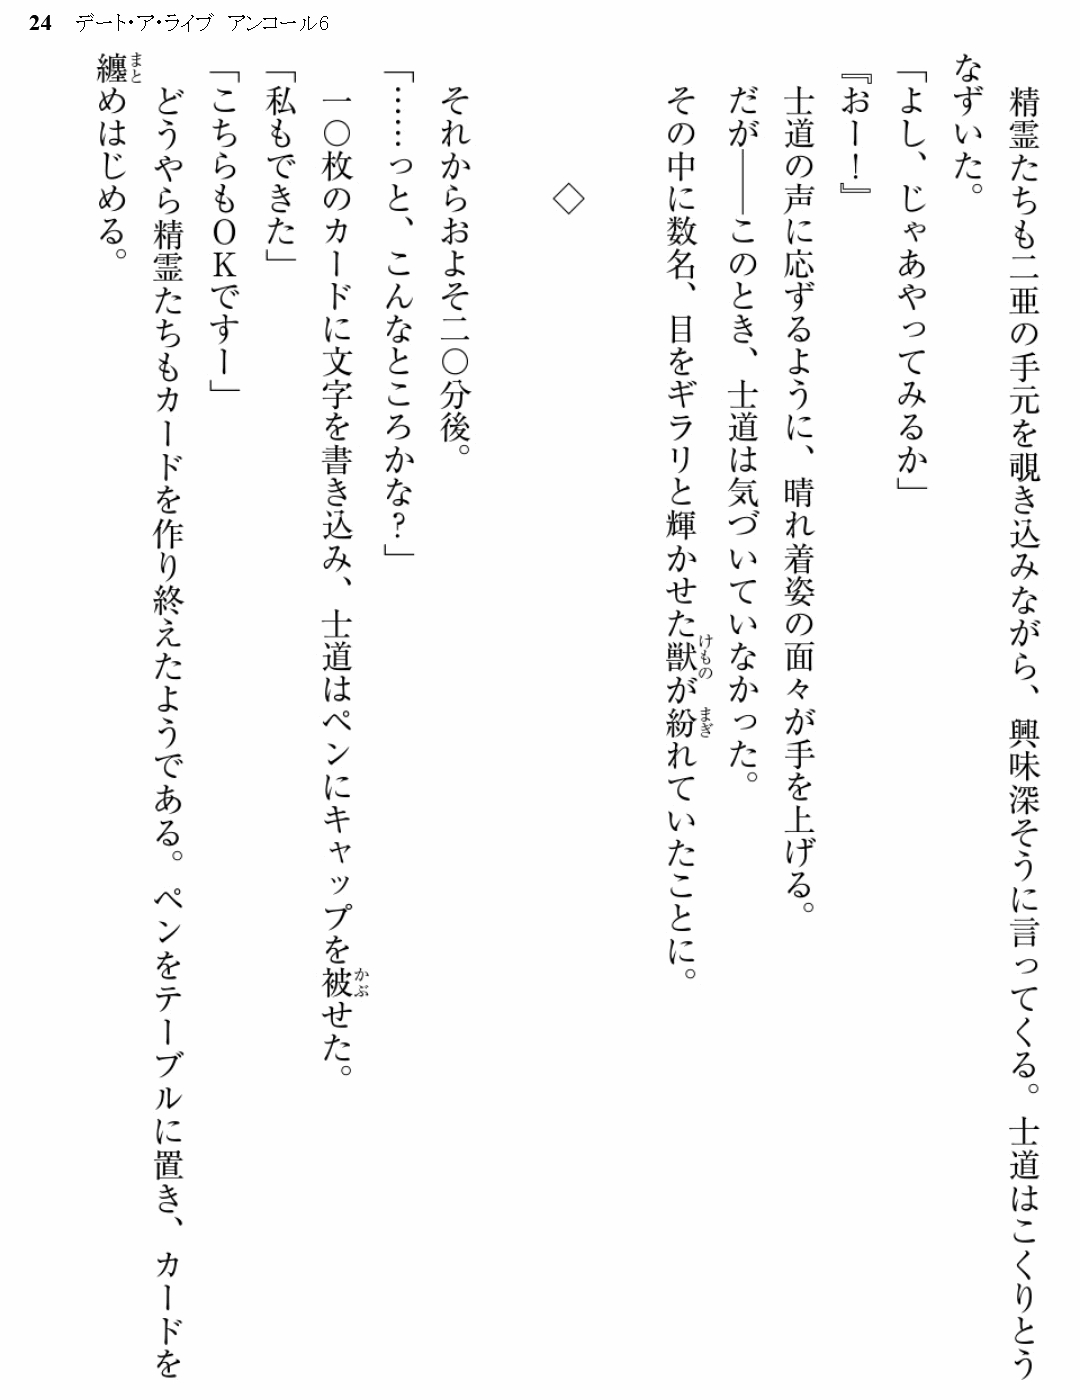 24 デート・ア・ライブ アンコール6
　精霊たちも二亜の手元を覗き込みながら、興味深そうに言ってくる。士道はこくりとう
なずいた。
「よし、じゃあやってみるか」
『おー！』
　士道の声に応ずるように、晴れ着姿の面々が手を上げる。
　だが――このとき、士道は気づいていなかった。
　その中に数名、目をギラリと輝かせた獣けものが紛まぎれていたことに。
◇
　それからおよそ二〇分後。
「……っと、こんなところかな？」
　一〇枚のカードに文字を書き込み、士道はペンにキャップを被かぶせた。
「私もできた」
「こちらもＯＫですー」
　どうやら精霊たちもカードを作り終えたようである。ペンをテーブルに置き、カードを
纏まとめはじめる。